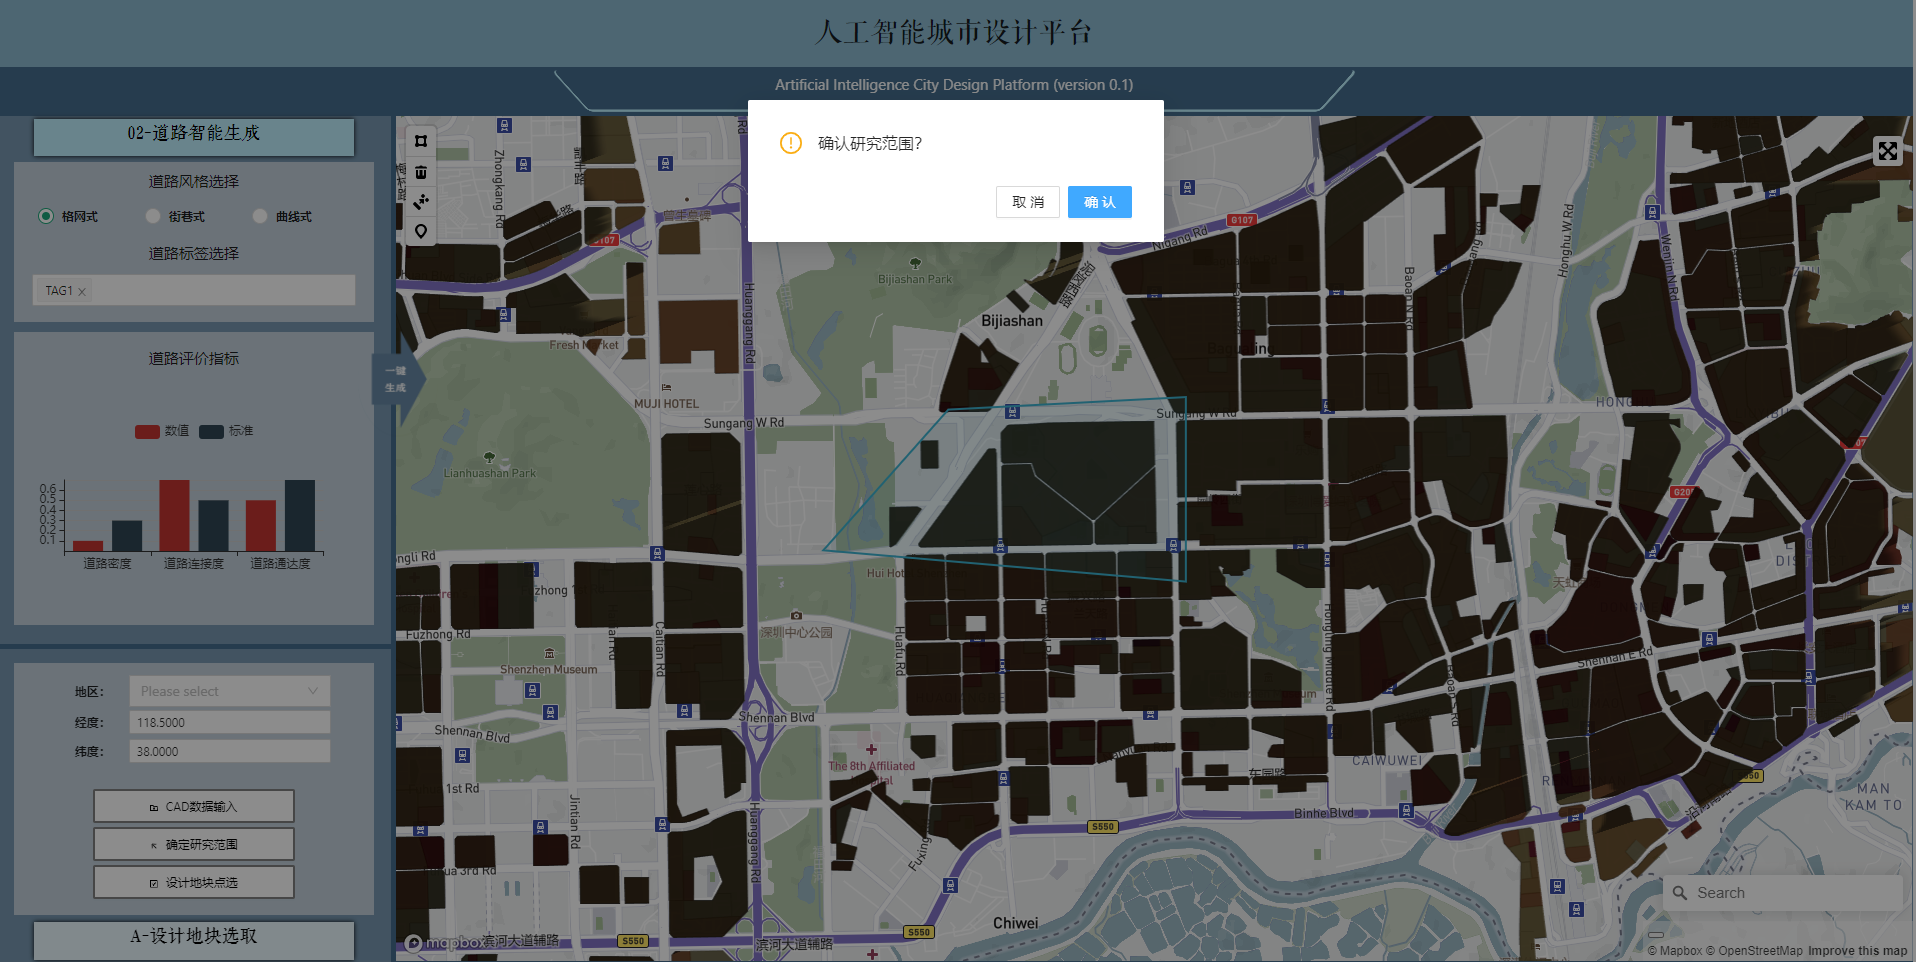 人工智能城市设计平台
Artificial Intelligence City Design Platform (version 0.1)
确认研究范围?
取 消
确 认
02-道路智能生成
道路风格选择
格网式
街巷式
曲线式
道路标签选择
TAG1
道路评价指标
一键
生成
数值
标准
0.6
0.5
0.4
0.3
0.2
0.1
道路密度
道路连接度
道路通达度
地区:
Please select
经度:
118.5000
纬度:
38.0000
CAD数据输入
确定研究范围
设计地块点选
A-设计地块选取
Zhongkang Rd
G107
Nigang Rd
Honghu W Rd
Wenjin N Rd
Baoan N Rd
Bijiashan Park
Bijiashan
Huanggang Rd
Fresh Market
MUJI HOTEL
Sungang W Rd
Sungang W Rd
Lianhuashan Park
Fuzhong Rd
Shenzhen Museum
Caitian Rd
深圳中心公园
Huafu Rd
Shennan Blvd
Shennan Blvd
The 8th Affiliated
Jintian Rd
Huanggang Rd
Fuxing
Hongling Middle Rd
Shennan E Rd
CAIWUWEI
Binhe Blvd
S550
S550
S550
MAN
KAM TO
Chiwei
滨河大道辅路
滨河大道辅路
mapbox
Search
© Mapbox © OpenStreetMap Improve this map